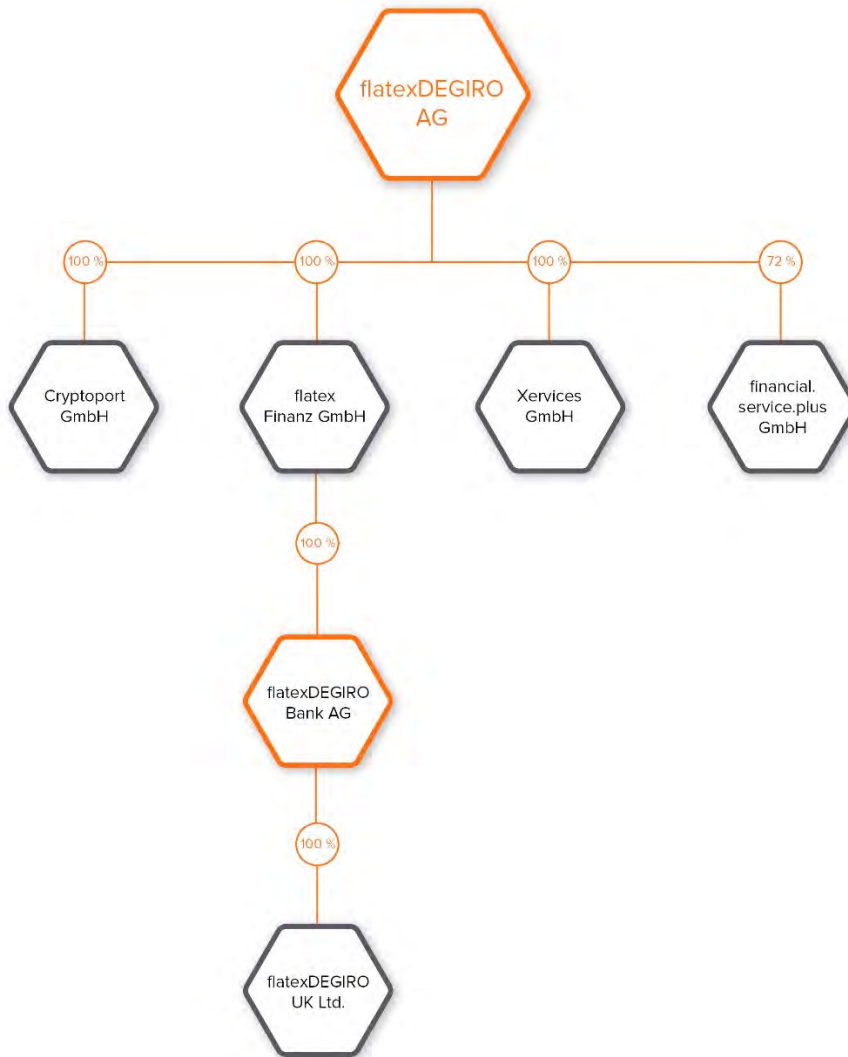 flatexDEGIRO
AG
100 %
100 %
100 %
72 %
Cryptoport
GmbH
flatex
Finanz GmbH
Xervices
GmbH
financial.
service.plus
GmbH
100 %
flatexDEGIRO
Bank AG
100 %
flatexDEGIRO
UK Ltd.